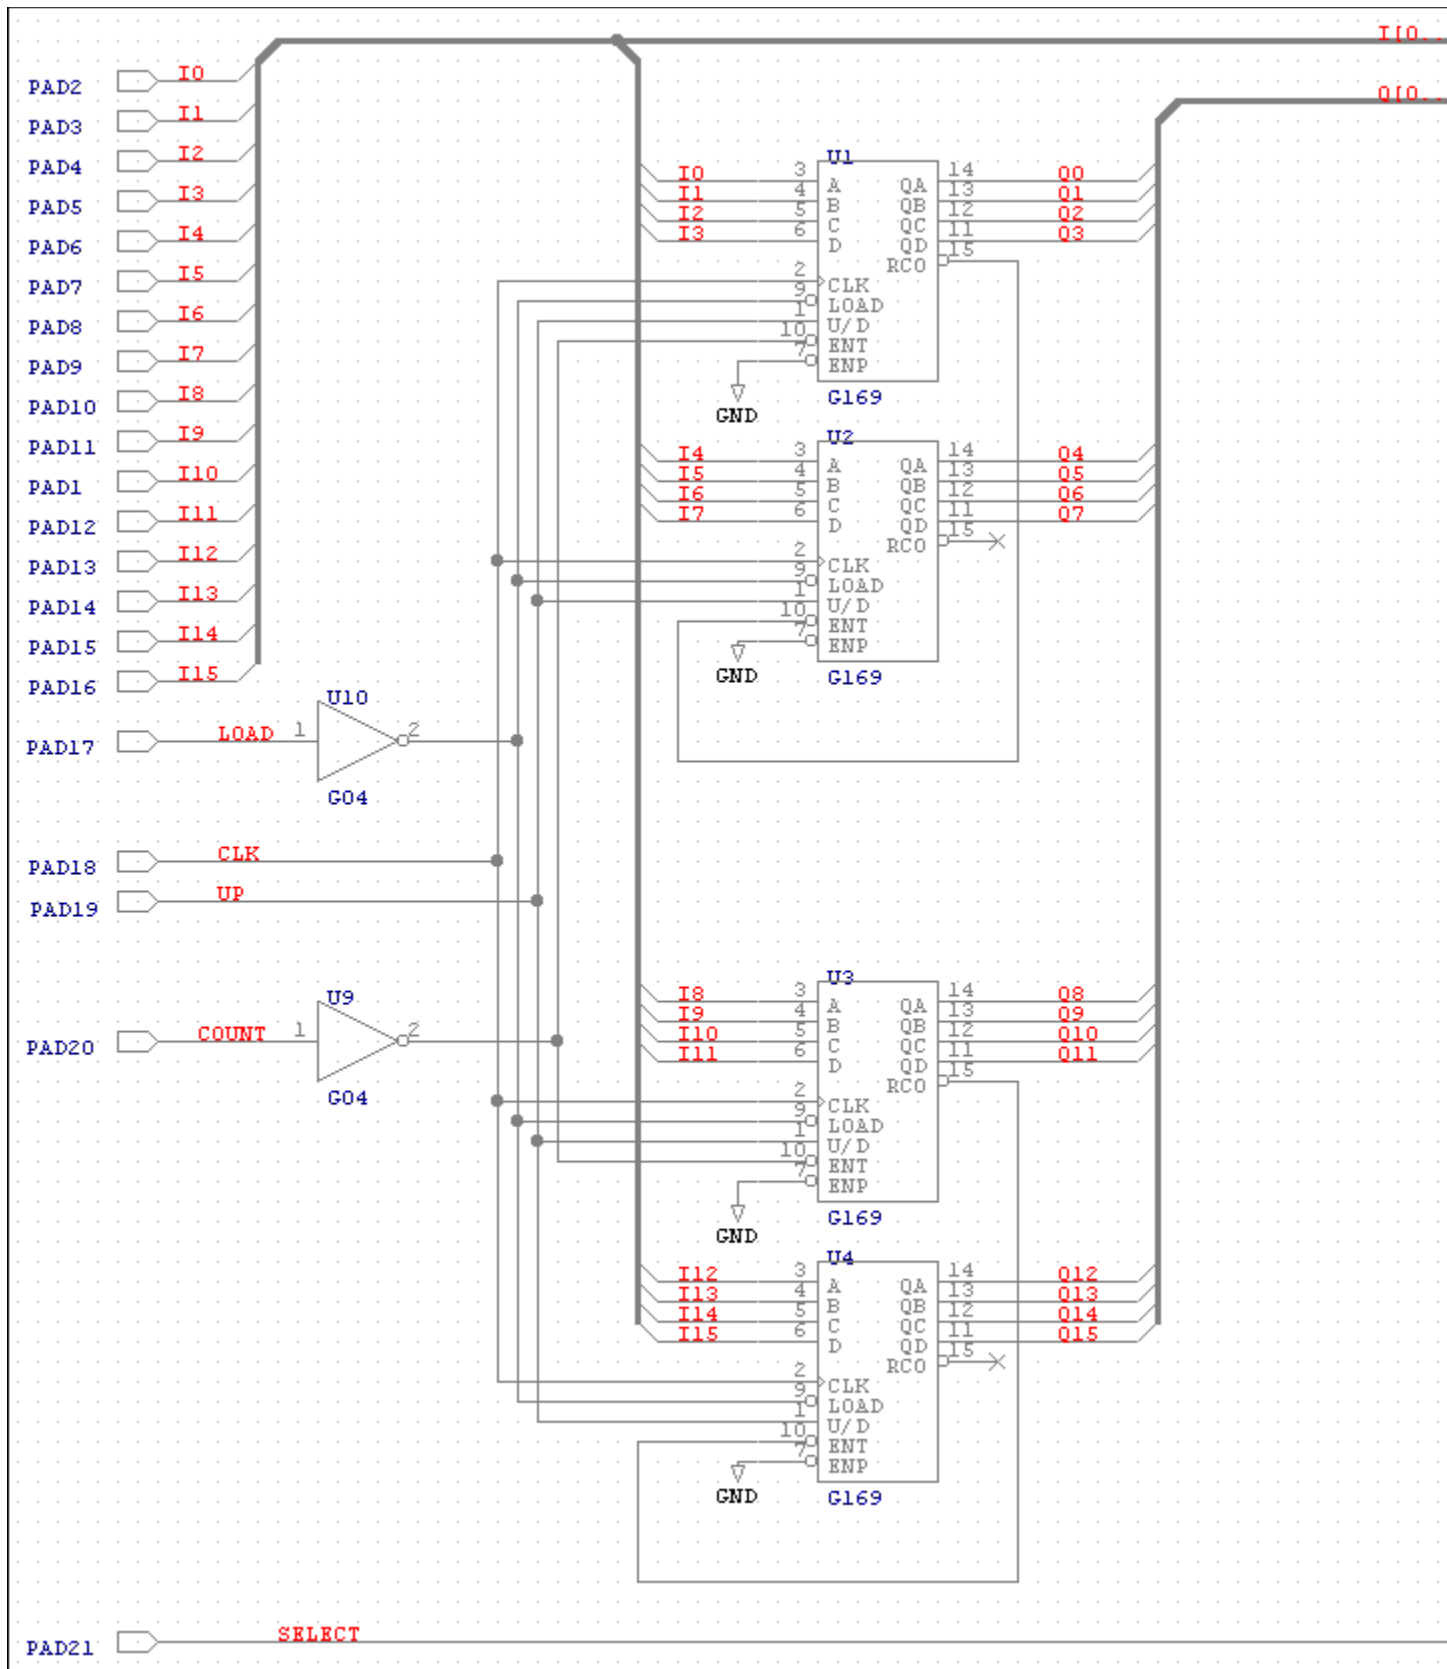 I[0..
Q[0..
PAD2 I0
PAD3 I1
PAD4 I2
PAD5 I3
PAD6 I4
PAD7 I5
PAD8 I6
PAD9 I7
PAD10 I8
PAD11 I9
PAD1 I10
PAD12 I11
PAD13 I12
PAD14 I13
PAD15 I14
PAD16 I15
U10
PAD17 LOAD 1 2
G04
PAD18 CLK
PAD19 UP
U9
PAD20 COUNT 1 2
G04
PAD21 SELECT
U1
I0 3 A QA 14 Q0
I1 4 B QB 13 Q1
I2 5 C QC 12 Q2
I3 6 D QD 11 Q3
RCO 15
2 CLK
9 LOAD
1 U/D
10 ENT
7 ENP
GND
G169
U2
I4 3 A QA 14 Q4
I5 4 B QB 13 Q5
I6 5 C QC 12 Q6
I7 6 D QD 11 Q7
RCO 15
2 CLK
9 LOAD
1 U/D
10 ENT
7 ENP
GND
G169
U3
I8 3 A QA 14 Q8
I9 4 B QB 13 Q9
I10 5 C QC 12 Q10
I11 6 D QD 11 Q11
RCO 15
2 CLK
9 LOAD
1 U/D
10 ENT
7 ENP
GND
G169
U4
I12 3 A QA 14 Q12
I13 4 B QB 13 Q13
I14 5 C QC 12 Q14
I15 6 D QD 11 Q15
RCO 15
2 CLK
9 LOAD
1 U/D
10 ENT
7 ENP
GND
G169